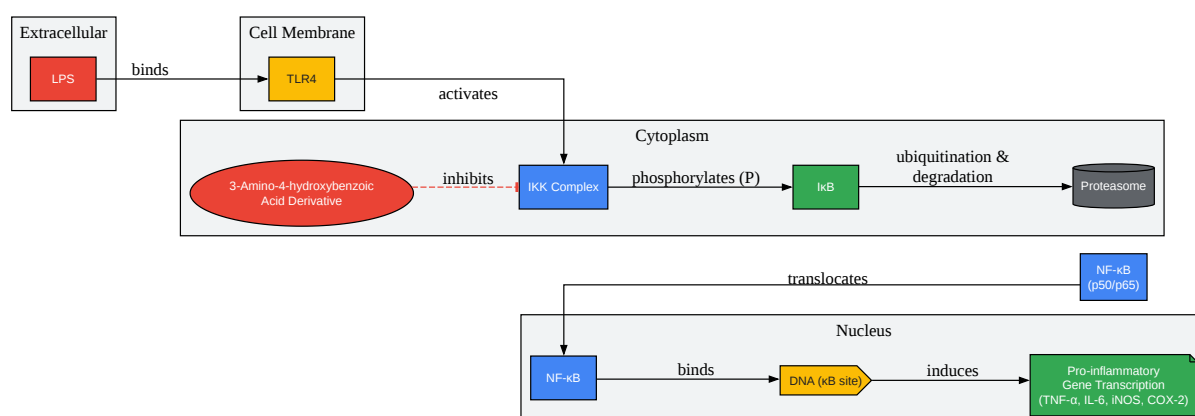 Extracellular
LPS
binds
Cell Membrane
TLR4
activates
Cytoplasm
3-Amino-4-hydroxybenzoic
Acid Derivative
inhibits
IKK Complex
phosphorylates (P)
IκB
ubiquitination &
degradation
Proteasome
NF-κB
(p50/p65)
translocates
Nucleus
NF-κB
binds
DNA (κB site)
induces
Pro-inflammatory
Gene Transcription
(TNF-α, IL-6, iNOS, COX-2)